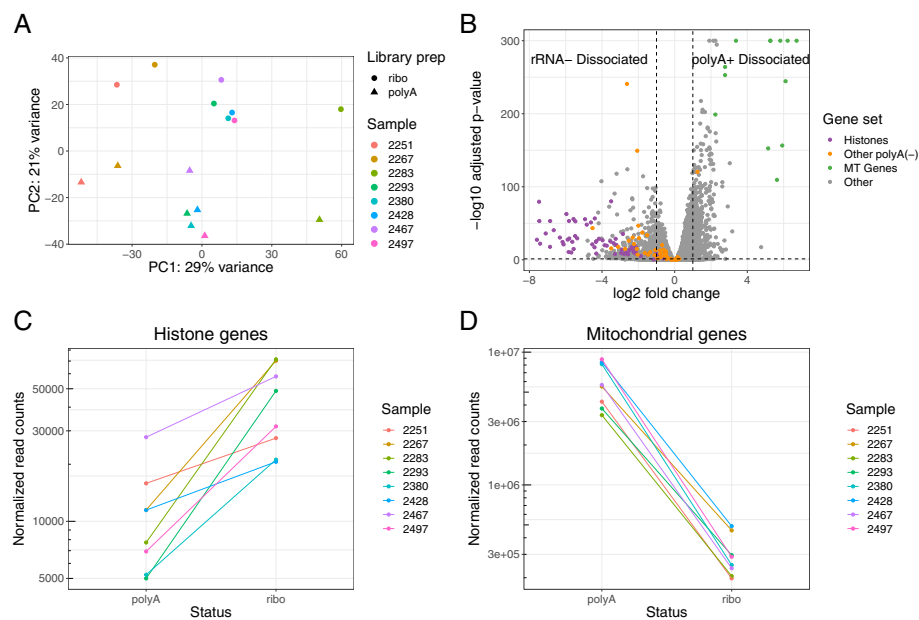 A
40
20
0
−20
−40
−30
0
30
60
PC2: 21% variance
PC1: 29% variance
Library prep
ribo
polyA
Sample
2251
2267
2283
2293
2380
2428
2467
2497
B
−log10 adjusted p−value
300
200
100
0
rRNA− Dissociated
polyA+ Dissociated
−8
−4
0
4
log2 fold change
Gene set
Histones
Other polyA(−)
MT Genes
Other
C
Histone genes
Normalized read counts
50000
30000
10000
5000
polyA
ribo
Status
Sample
2251
2267
2283
2293
2380
2428
2467
2497
D
Mitochondrial genes
Normalized read counts
1e+07
3e+06
1e+06
3e+05
polyA
ribo
Status
Sample
2251
2267
2283
2293
2380
2428
2467
2497